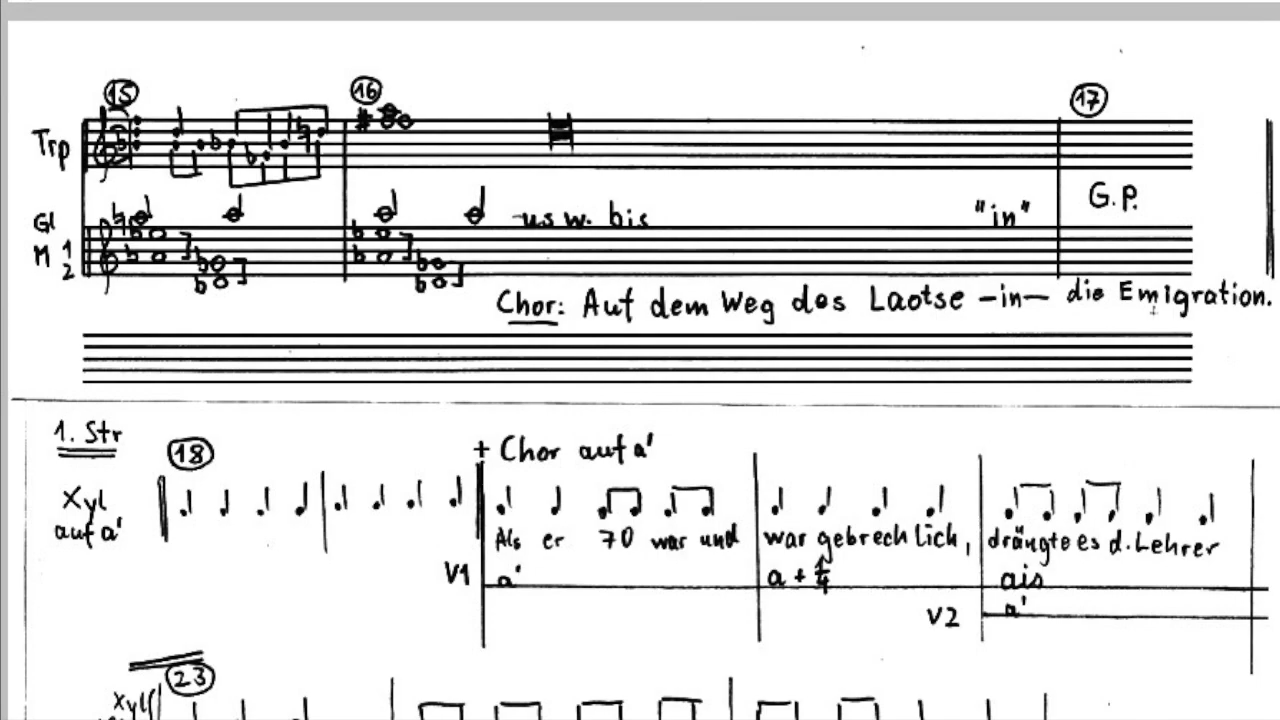 15 16 17
Trp
G.P.
Gl
M 1
2
usw. bis "in"
Chor: Auf dem Weg des Laotse -in- die Emigration.
1. Str
18 + Chor auf a'
Xyl
auf a'
Als er 70 war und war gebrechlich, drängte es d. Lehrer
V1 a' a + 1/4 ais
V2 a'
23
Xyl